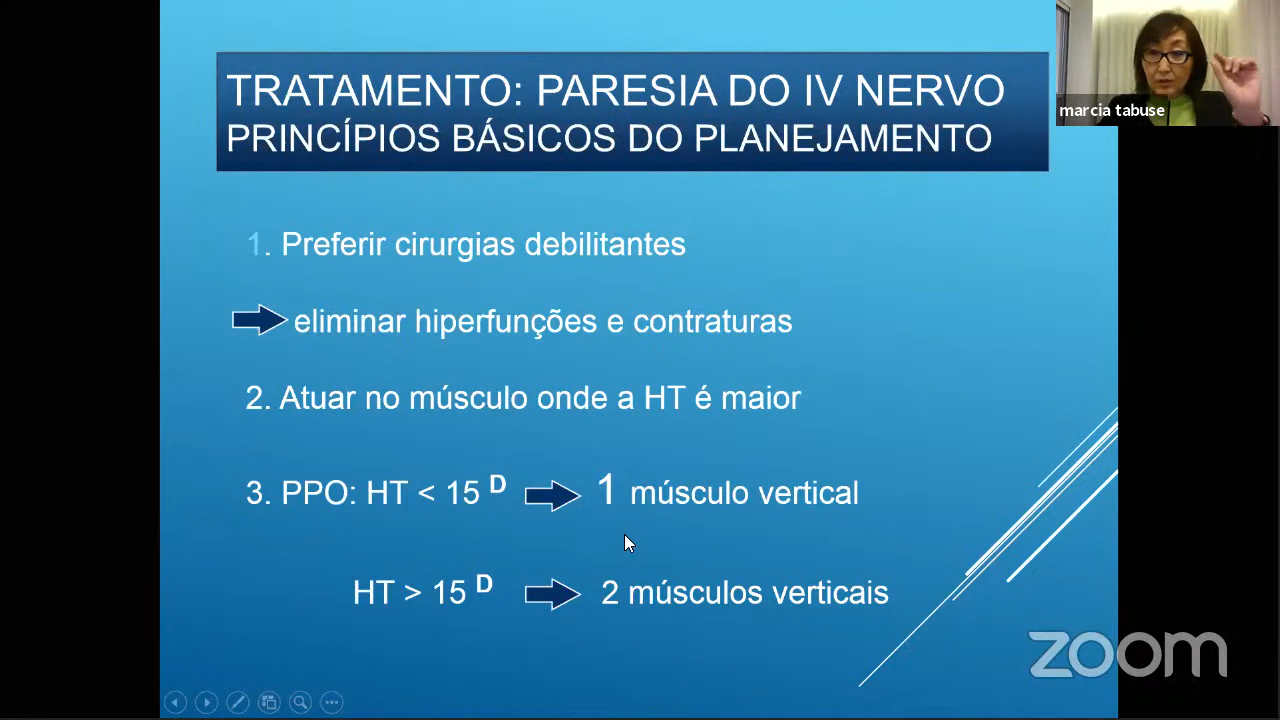 TRATAMENTO: PARESIA DO IV NERVO
PRINCÍPIOS BÁSICOS DO PLANEJAMENTO
marcia tabuse
1. Preferir cirurgias debilitantes
eliminar hiperfunções e contraturas
2. Atuar no músculo onde a HT é maior
3. PPO: HT < 15 D 1 músculo vertical
HT > 15 D 2 músculos verticais
zoom